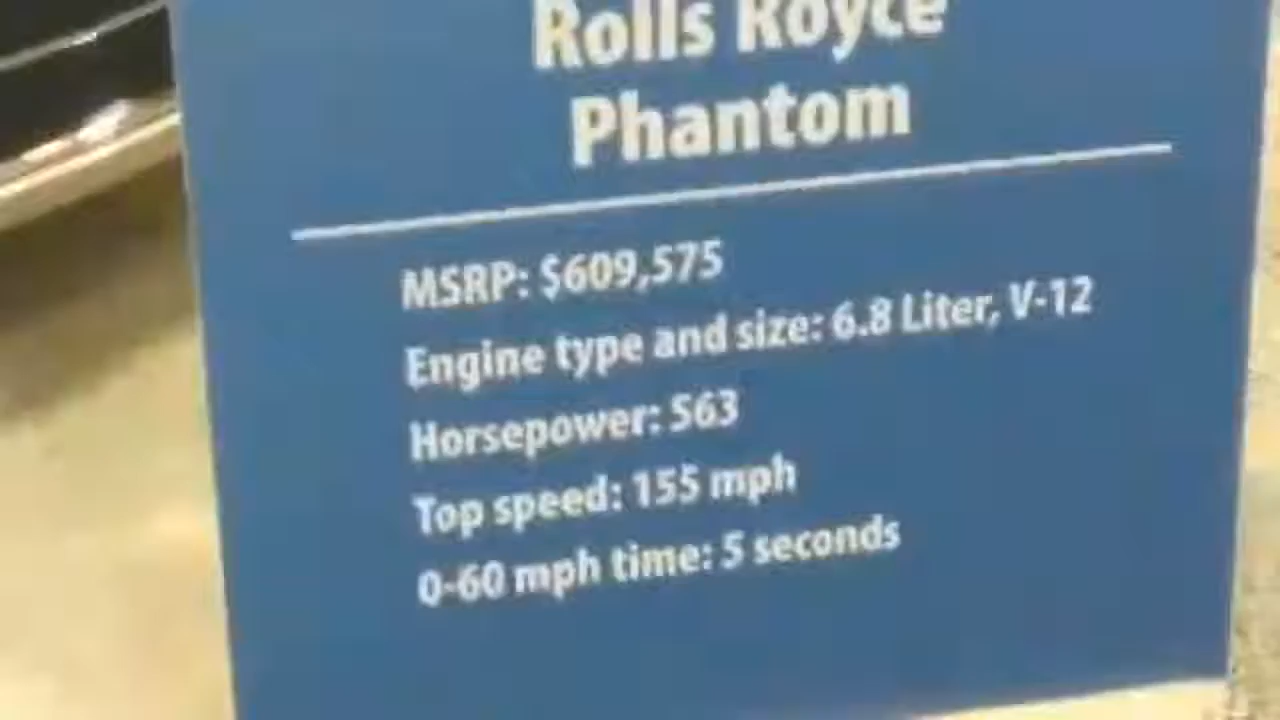 Rolls Royce
Phantom
MSRP: $609,575
Engine type and size: 6.8 Liter, V-12
Horsepower: 563
Top speed: 155 mph
0-60 mph time: 5 seconds